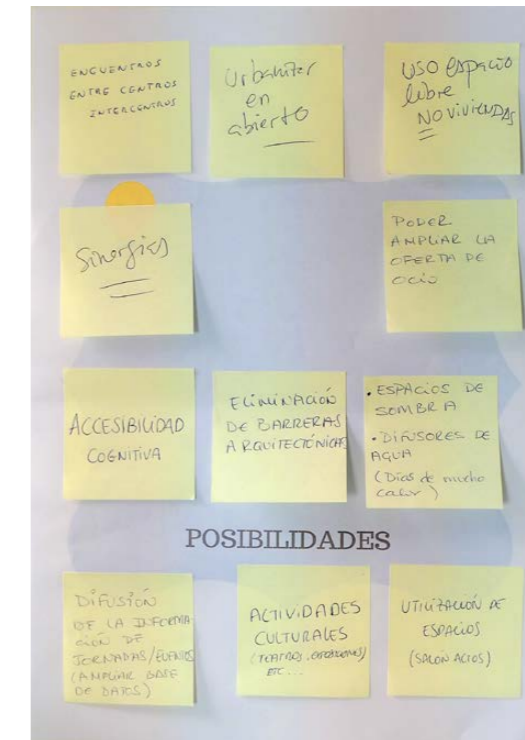 ENCUENTROS
ENTRE CENTROS
INTERCENTROS
Urbanizar
en
abierto
USO espacio
libre
NO VIVIENDAS
Sinergias
PODER
AMPLIAR LA
OFERTA DE
OCIO
ACCESIBILIDAD
COGNITIVA
ELIMINACIÓN
DE BARRERAS
ARQUITECTÓNICAS
• ESPACIOS DE
SOMBRA
• DIFUSORES DE
AGUA
(Días de mucho
calor)
POSIBILIDADES
DIFUSIÓN
DE LA INFORMA
CIÓN DE
JORNADAS/EVENTOS
(AMPLIAR BASE
DE DATOS)
ACTIVIDADES
CULTURALES
(TEATROS, EXPOSICIONES)
ETC...
UTILIZACIÓN DE
ESPACIOS
(SALÓN ACTOS)